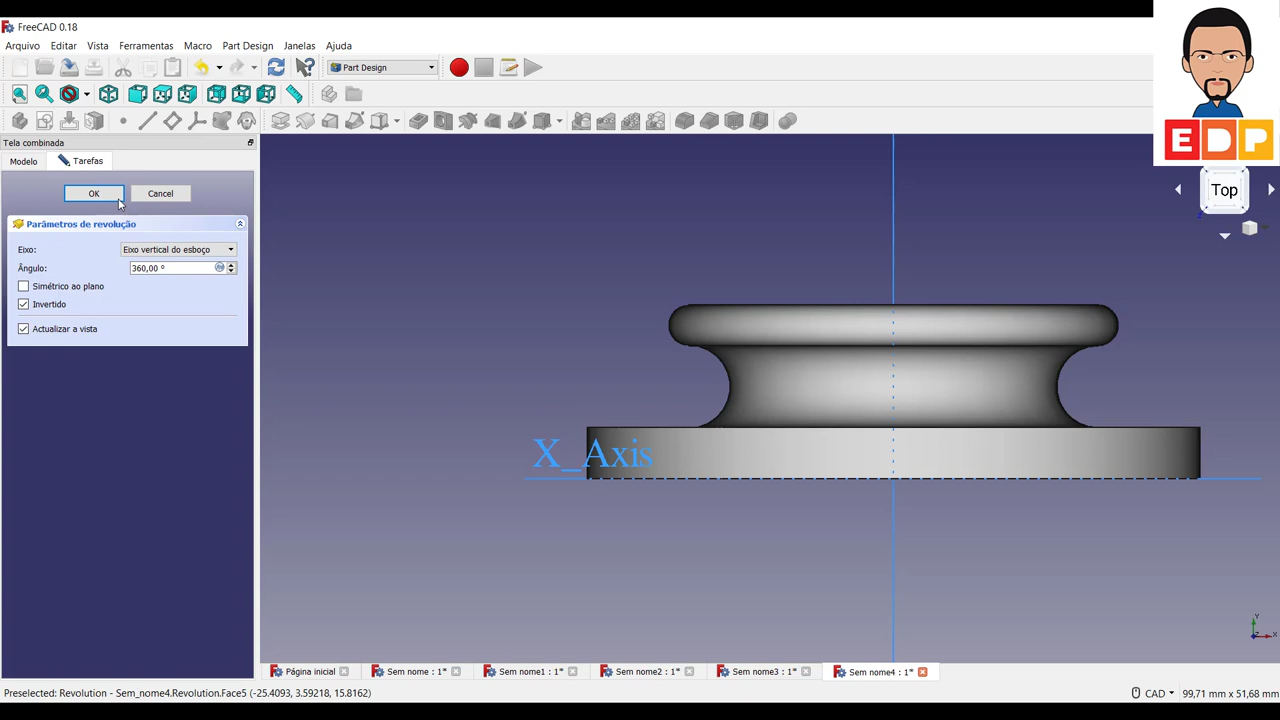 FreeCAD 0.18
Arquivo Editar Vista Ferramentas Macro Part Design Janelas Ajuda
Part Design
Tela combinada
Modelo Tarefas
OK Cancel
Parâmetros de revolução
Eixo: Eixo vertical do esboço
Ângulo: 360,00 º
Simétrico ao plano
Invertido
Actualizar a vista
EDP
Top
Z
X_Axis
Y
Z X
Página inicial Sem nome : 1* Sem nome1 : 1* Sem nome2 : 1* Sem nome3 : 1* Sem nome4 : 1*
Preselected: Revolution - Sem_nome4.Revolution.Face5 (-25.4093, 3.59218, 15.8162) CAD 99,71 mm x 51,68 mm